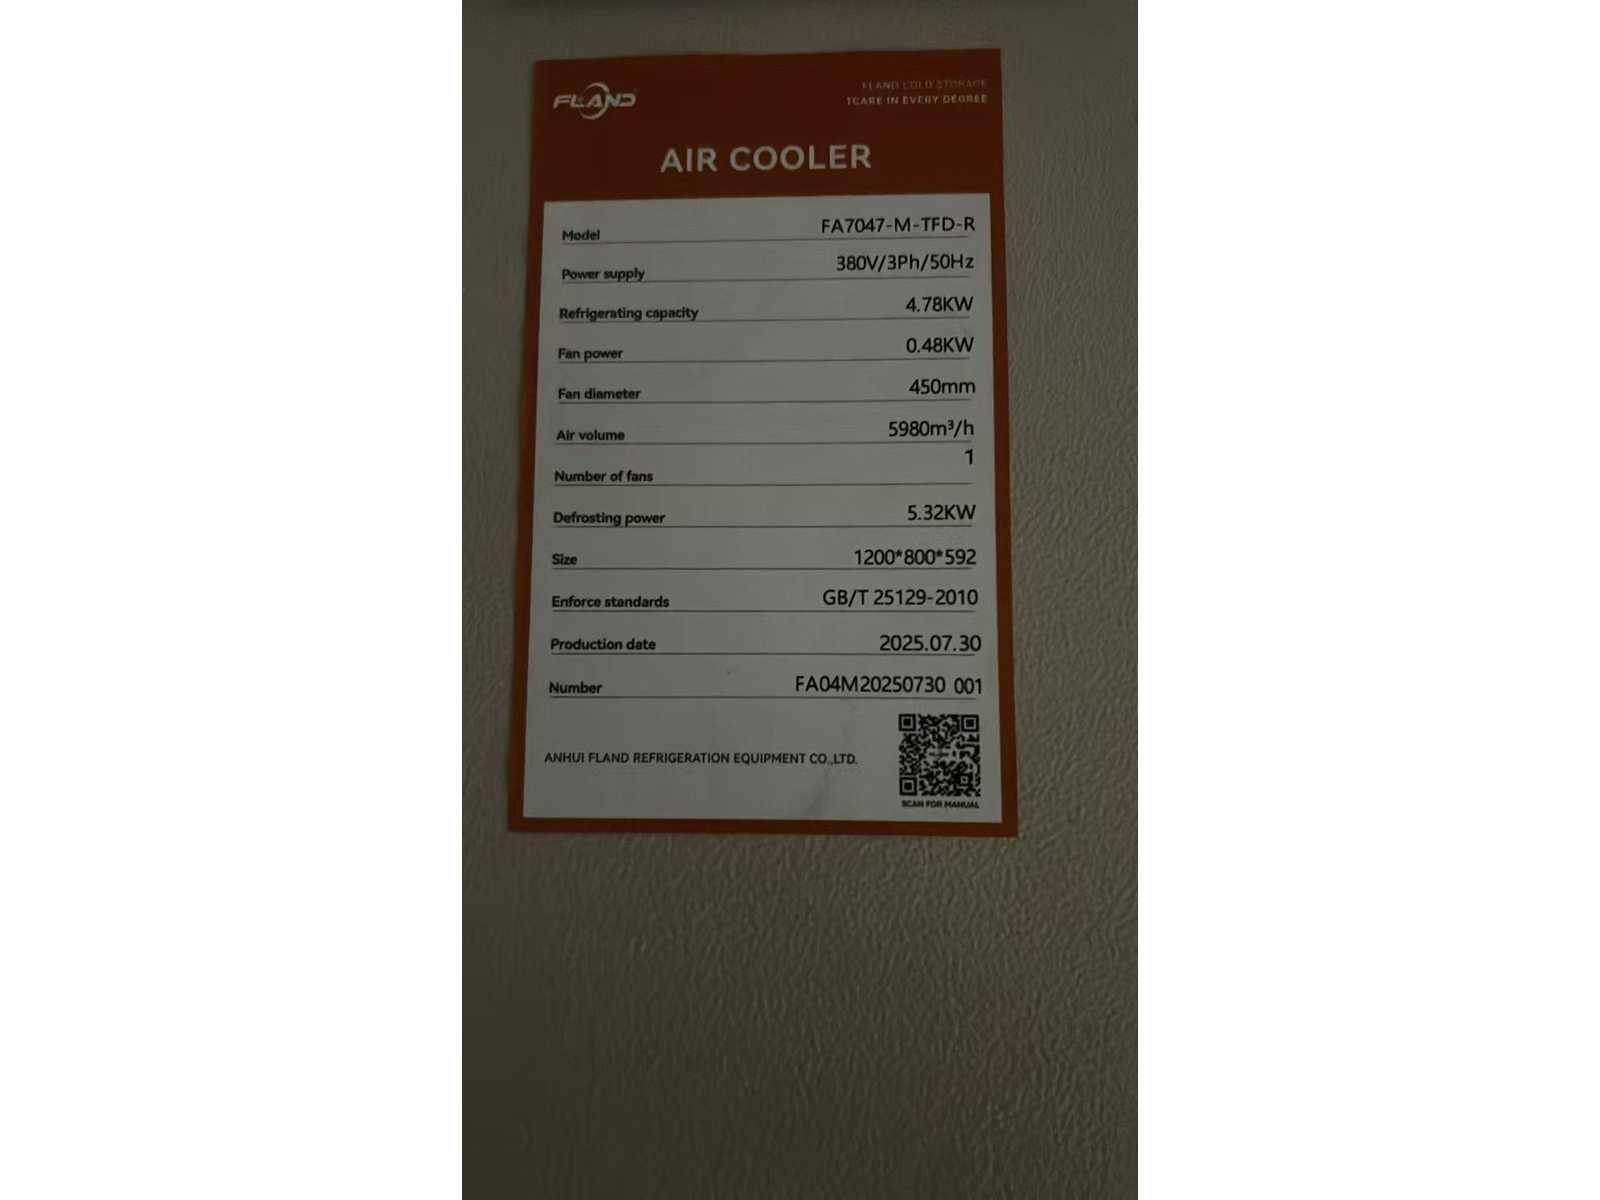 FLAND
FLAND COLD STORAGE
TCARE IN EVERY DEGREE
AIR COOLER
Model FA7047-M-TFD-R
Power supply 380V/3Ph/50Hz
Refrigerating capacity 4.78KW
Fan power 0.48KW
Fan diameter 450mm
Air volume 5980m³/h
Number of fans 1
Defrosting power 5.32KW
Size 1200*800*592
Enforce standards GB/T 25129-2010
Production date 2025.07.30
Number FA04M20250730 001
ANHUI FLAND REFRIGERATION EQUIPMENT CO.,LTD.
SCAN FOR MANUAL